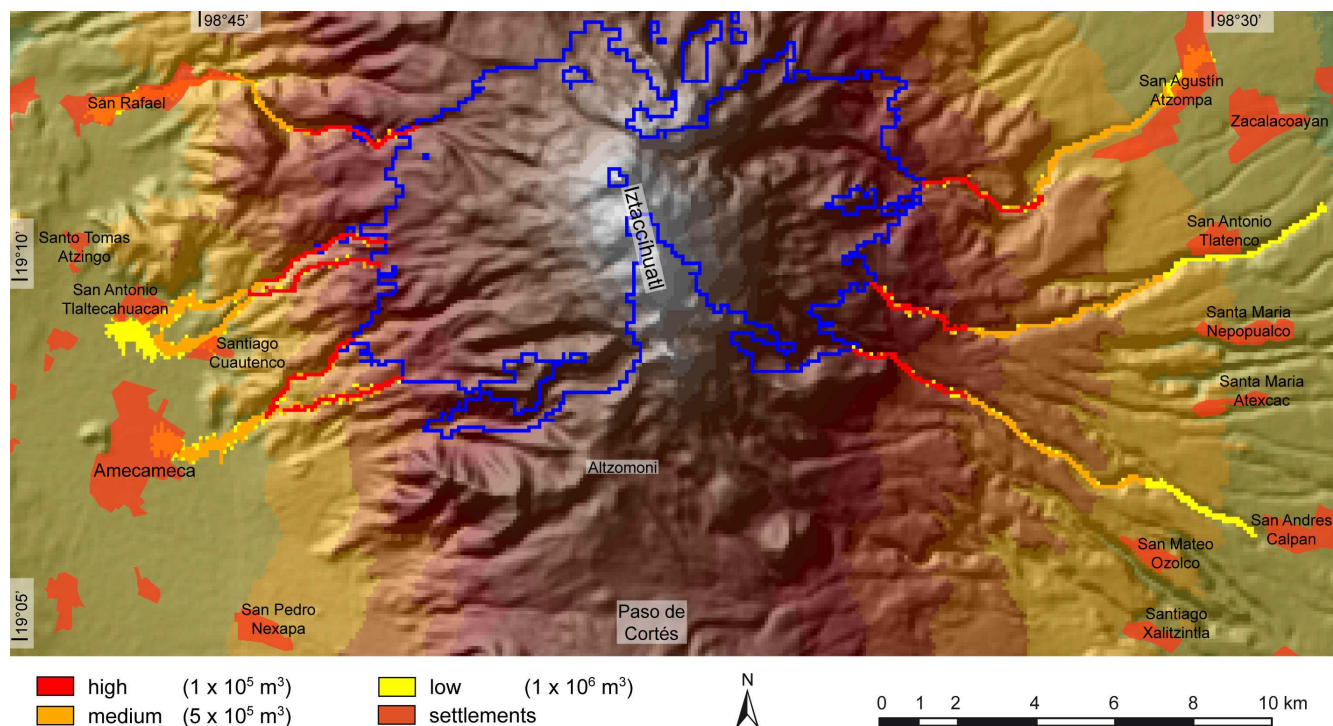 98°45’
98°30’
San Rafael
San Agustín
Atzompa
Zacalacoayan
Iztaccíhuatl
19°10’
Santo Tomas
Atzingo
San Antonio
Tlatenco
San Antonio
Tlaltecahuacan
Santiago
Cuautenco
Santa Maria
Nepopualco
Santa Maria
Atexcac
Amecameca
Altzomoni
San Andres
Calpan
San Mateo
Ozolco
19°05’
San Pedro
Nexapa
Paso de
Cortés
Santiago
Xalitzintla
high (1 x 10⁵ m³)
low (1 x 10⁶ m³)
medium (5 x 10⁵ m³)
settlements
N
0 1 2 4 6 8 10 km